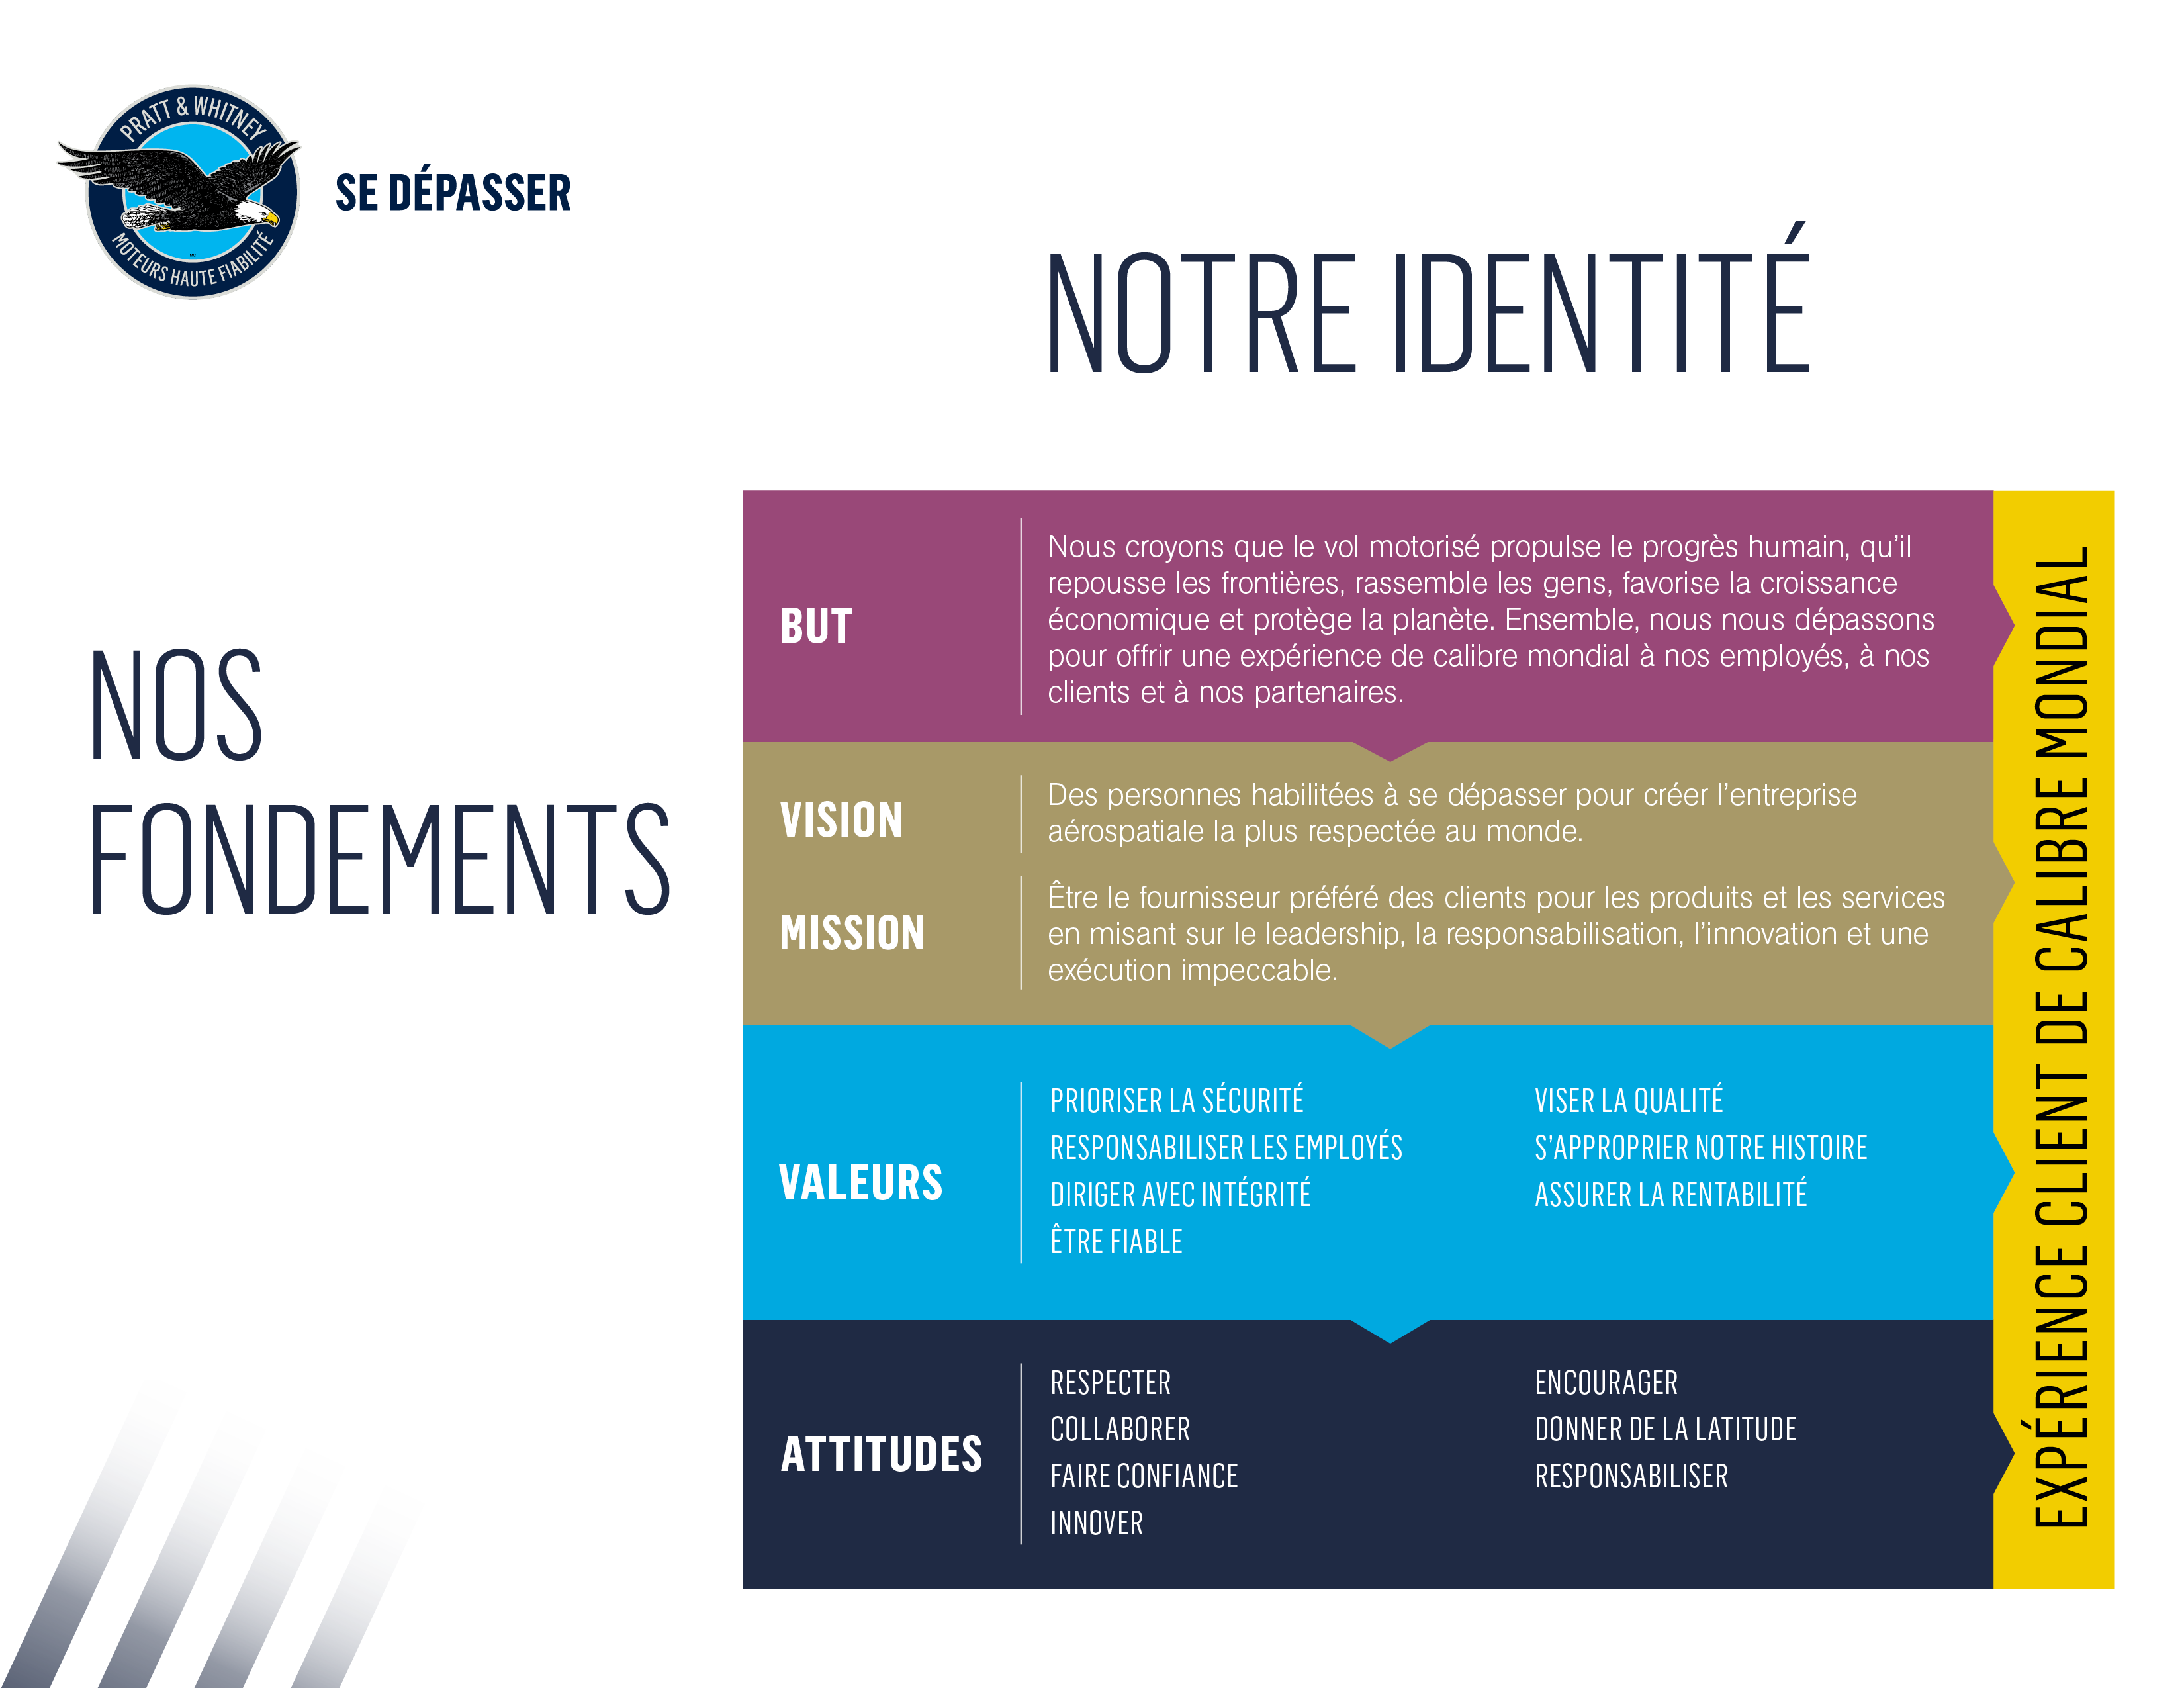 PRATT & WHITNEY
MOTEURS HAUTE FIABILITÉ
MC
SE DÉPASSER
NOTRE IDENTITÉ
NOS
FONDEMENTS
BUT
Nous croyons que le vol motorisé propulse le progrès humain, qu’il
repousse les frontières, rassemble les gens, favorise la croissance
économique et protège la planète. Ensemble, nous nous dépassons
pour offrir une expérience de calibre mondial à nos employés, à nos
clients et à nos partenaires.
VISION
Des personnes habilitées à se dépasser pour créer l’entreprise
aérospatiale la plus respectée au monde.
MISSION
Être le fournisseur préféré des clients pour les produits et les services
en misant sur le leadership, la responsabilisation, l’innovation et une
exécution impeccable.
VALEURS
PRIORISER LA SÉCURITÉ
RESPONSABILISER LES EMPLOYÉS
DIRIGER AVEC INTÉGRITÉ
ÊTRE FIABLE
VISER LA QUALITÉ
S’APPROPRIER NOTRE HISTOIRE
ASSURER LA RENTABILITÉ
ATTITUDES
RESPECTER
COLLABORER
FAIRE CONFIANCE
INNOVER
ENCOURAGER
DONNER DE LA LATITUDE
RESPONSABILISER
EXPÉRIENCE CLIENT DE CALIBRE MONDIAL